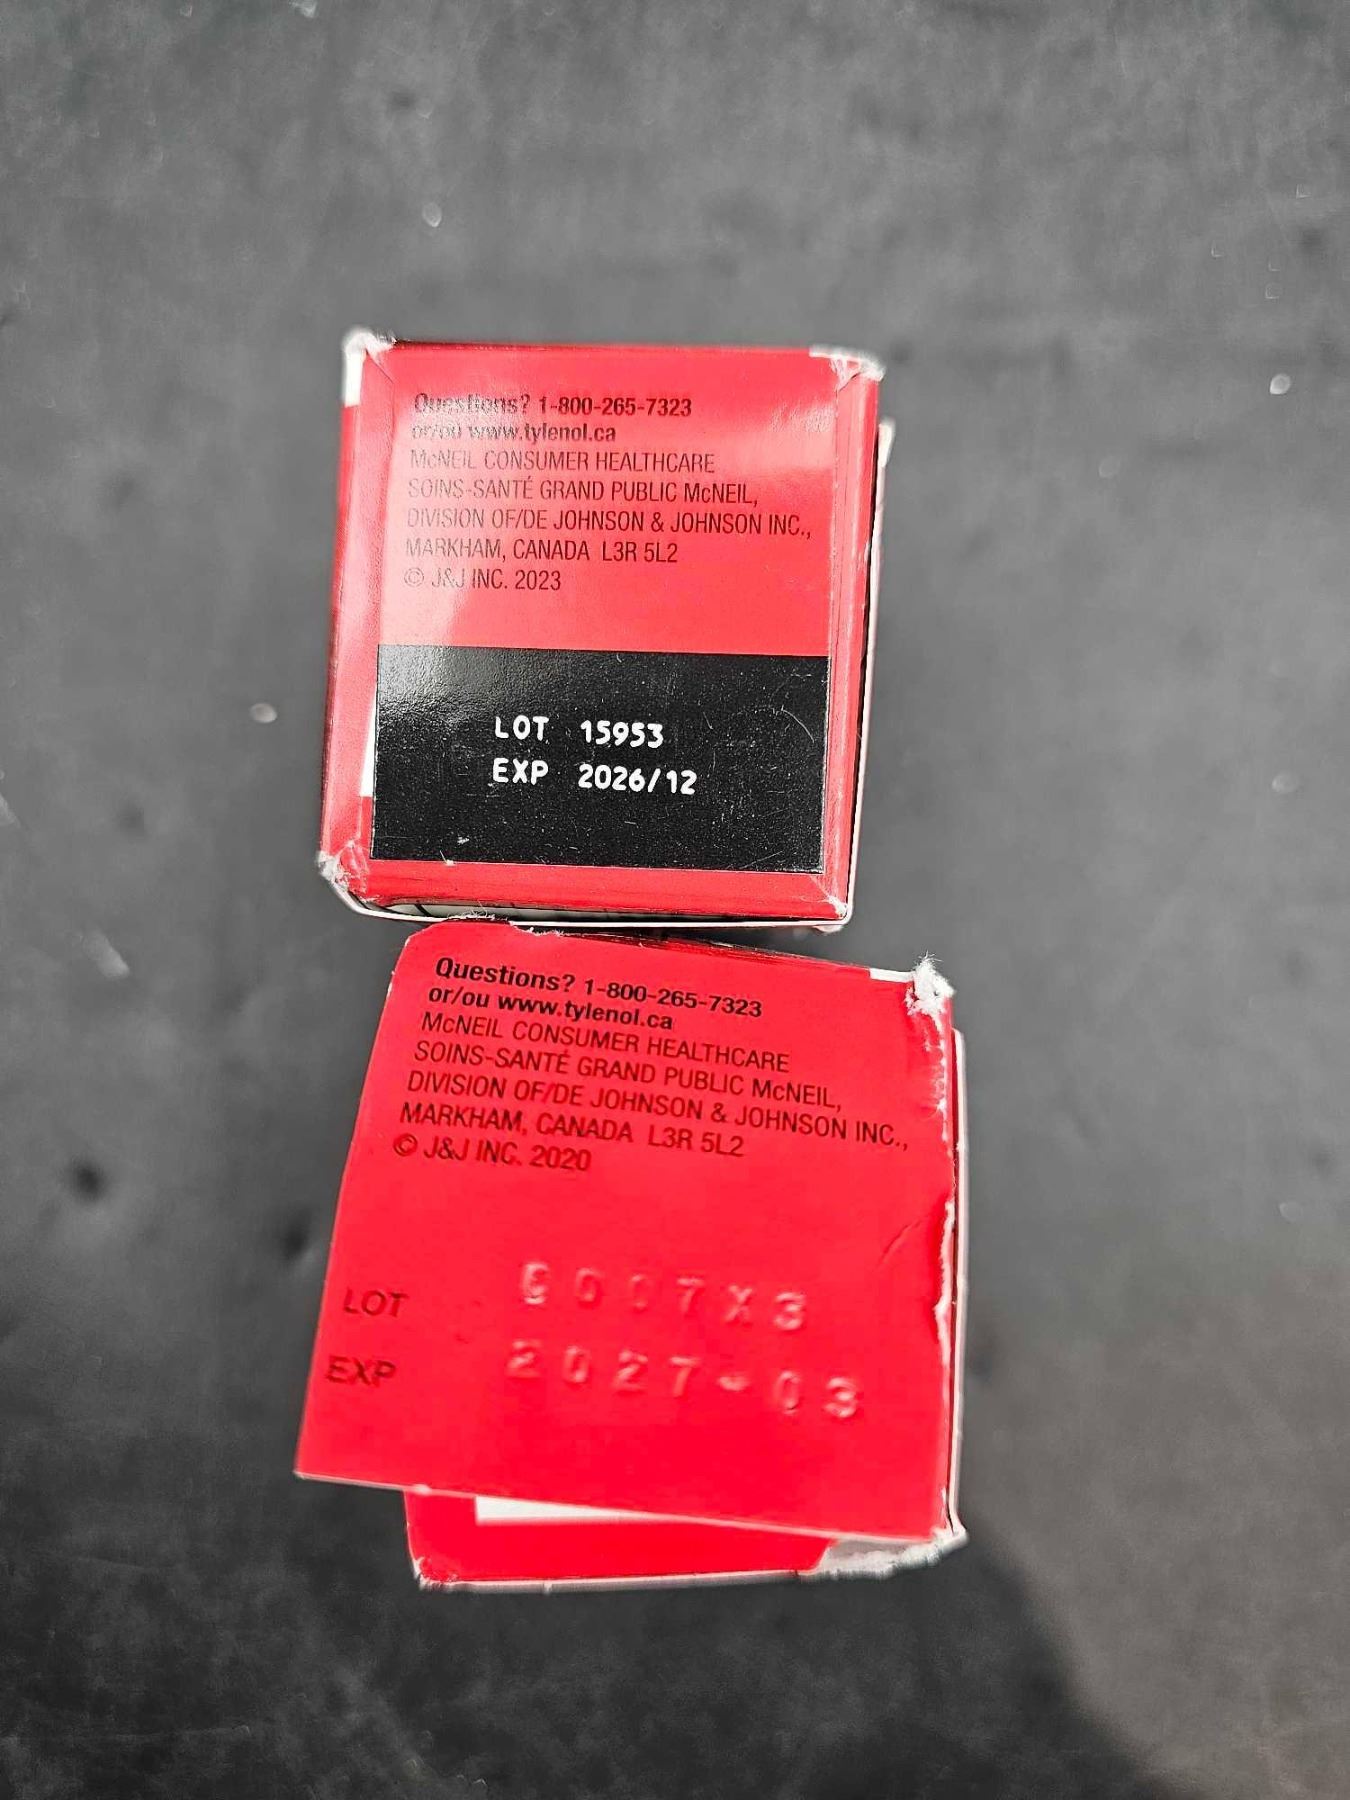 Questions? 1-800-265-7323
or/ou www.tylenol.ca
McNEIL CONSUMER HEALTHCARE
SOINS-SANTÉ GRAND PUBLIC McNEIL,
DIVISION OF/DE JOHNSON & JOHNSON INC.,
MARKHAM, CANADA L3R 5L2
© J&J INC. 2023
LOT 15953
EXP 2026/12
Questions? 1-800-265-7323
or/ou www.tylenol.ca
McNEIL CONSUMER HEALTHCARE
SOINS-SANTÉ GRAND PUBLIC McNEIL,
DIVISION OF/DE JOHNSON & JOHNSON INC.,
MARKHAM, CANADA L3R 5L2
© J&J INC. 2020
LOT
EXP 2027-03